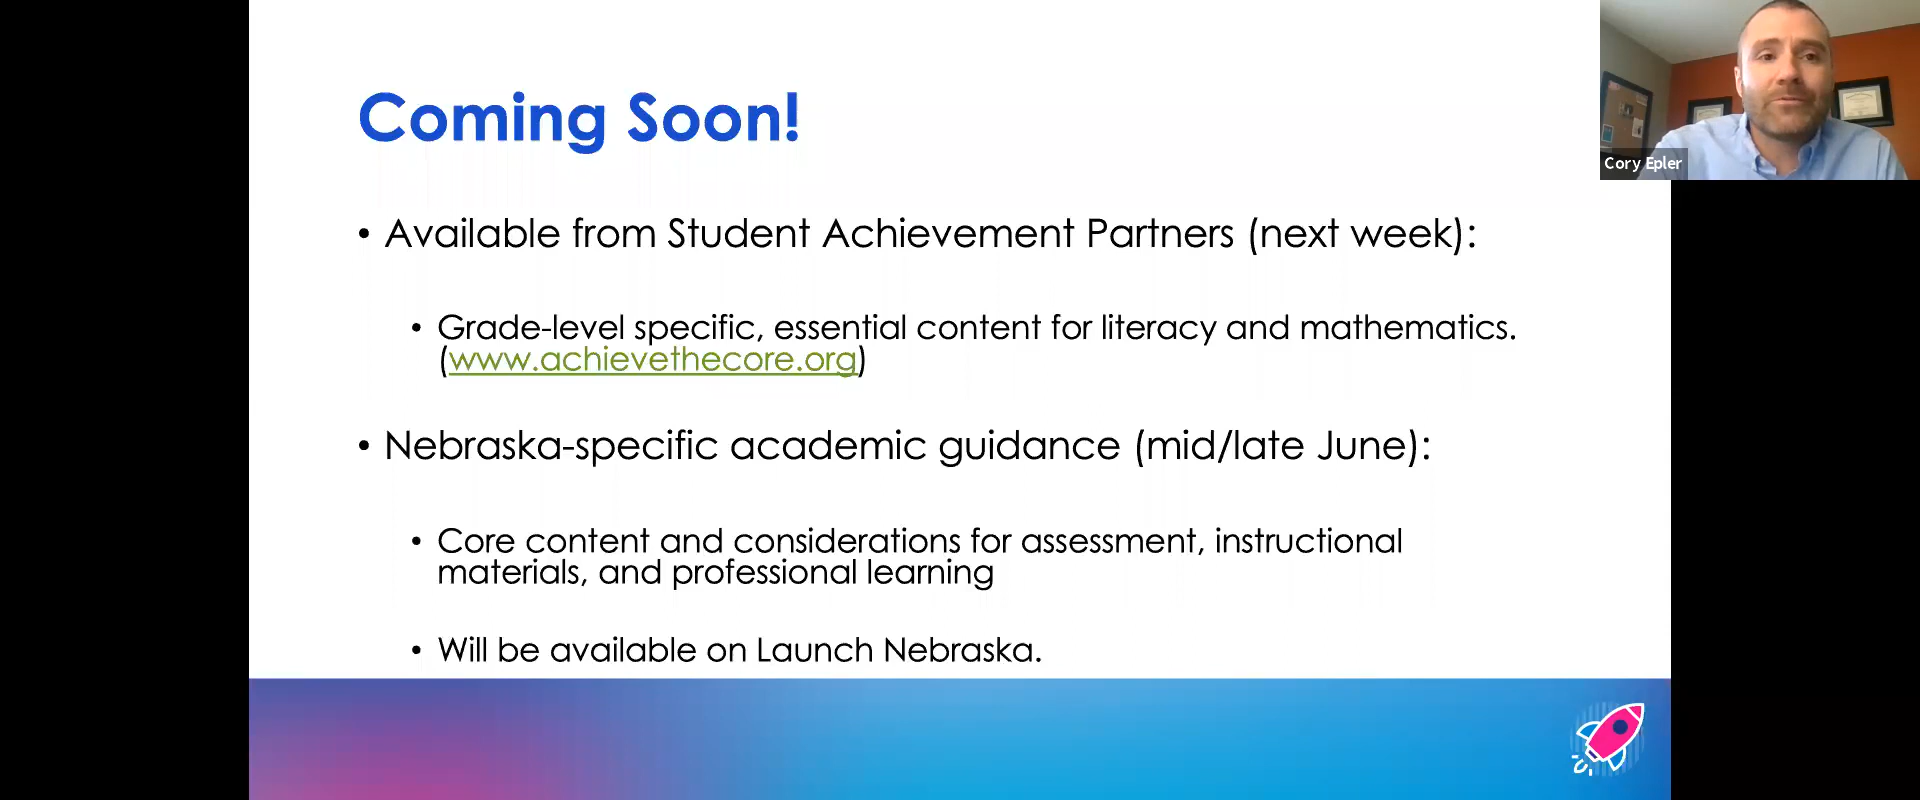 Coming Soon!
• Available from Student Achievement Partners (next week):
• Grade-level specific, essential content for literacy and mathematics.
(www.achievethecore.org)
• Nebraska-specific academic guidance (mid/late June):
• Core content and considerations for assessment, instructional
materials, and professional learning
• Will be available on Launch Nebraska.
Cory Epler